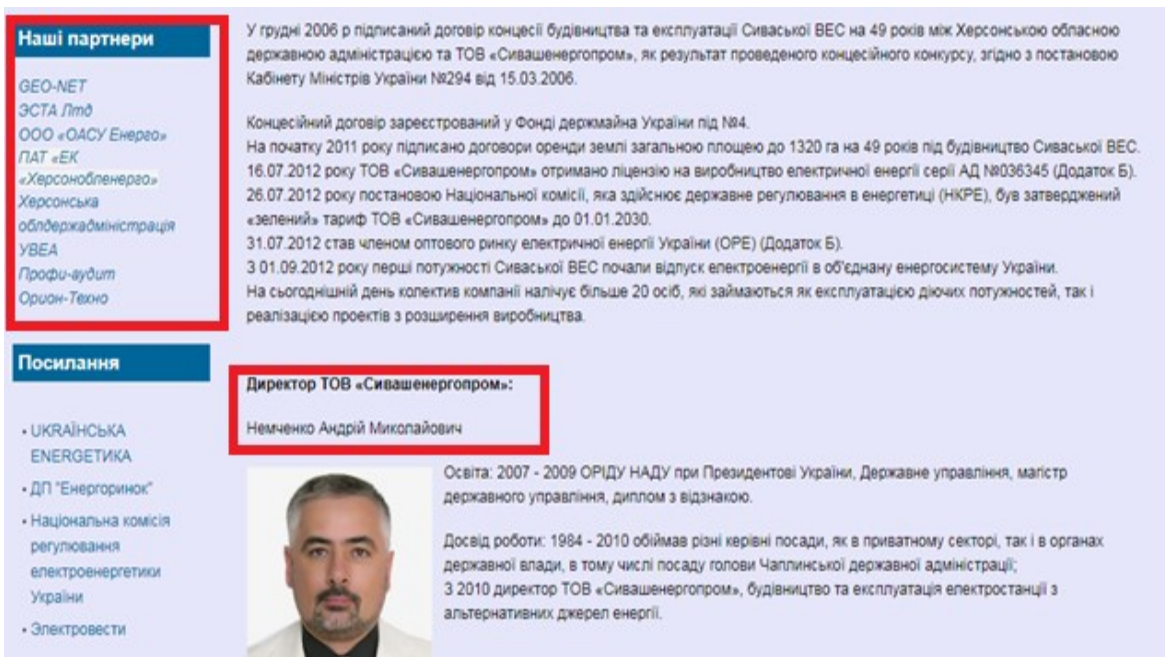 Наші партнери
GEO-NET
ЭСТА Лтд
ООО «ОАСУ Енерго»
ПАТ «ЕК
«Херсонобленерго»
Херсонська
облдержадміністрація
УВЕА
Профи-аудит
Орион-Техно
Посилання
• UKRAЇНСЬКА
ENERGETИКА
• ДП "Енергоринок"
• Національна комісія
регулювання
електроенергетики
України
• Электровести
У грудні 2006 р підписаний договір концесії будівництва та експлуатації Сиваської ВЕС на 49 років між Херсонською обласною
державною адміністрацією та ТОВ «Сивашенергопром», як результат проведеного концесійного конкурсу, згідно з постановою
Кабінету Міністрів України №294 від 15.03.2006.
Концесійний договір зареєстрований у Фонді держмайна України під №4.
На початку 2011 року підписано договори оренди землі загальною площею до 1320 га на 49 років під будівництво Сиваської ВЕС.
16.07.2012 року ТОВ «Сивашенергопром» отримано ліцензію на виробництво електричної енергії серії АД №036345 (Додаток Б).
26.07.2012 року постановою Національної комісії, яка здійснює державне регулювання в енергетиці (НКРЕ), був затверджений
«зелений» тариф ТОВ «Сивашенергопром» до 01.01.2030.
31.07.2012 став членом оптового ринку електричної енергії України (ОРЕ) (Додаток Б).
З 01.09.2012 року перші потужності Сиваської ВЕС почали відпуск електроенергії в об'єднану енергосистему України.
На сьогоднішній день колектив компанії налічує більше 20 осіб, які займаються як експлуатацією діючих потужностей, так і
реалізацією проектів з розширення виробництва.
Директор ТОВ «Сивашенергопром»:
Немченко Андрій Миколайович
Освіта: 2007 - 2009 ОРІДУ НАДУ при Президентові України, Державне управління, магістр
державного управління, диплом з відзнакою.
Досвід роботи: 1984 - 2010 обіймав різні керівні посади, як в приватному секторі, так і в органах
державної влади, в тому числі посаду голови Чаплинської державної адміністрації;
З 2010 директор ТОВ «Сивашенергопром», будівництво та експлуатація електростанції з
альтернативних джерел енергії.